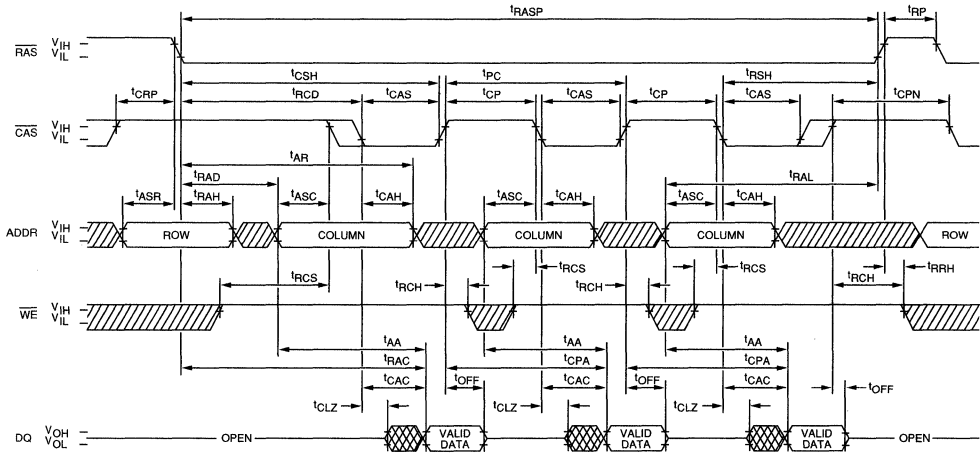 tRASP tRP
RAS VIH VIL
tCSH tPC tRSH
tCRP tRCD tCAS tCP tCAS tCP tCAS tCPN
CAS VIH VIL
tAR
tRAD tRAL
tASR tRAH tASC tCAH tASC tCAH tASC tCAH
ADDR VIH VIL ROW COLUMN COLUMN COLUMN ROW
tRCS tRCH tRCS tRCH tRCS tRCH tRRH
WE VIH VIL
tAA tAA tAA
tRAC tCPA tCPA
tCAC tOFF tCAC tOFF tCAC tOFF
tCLZ tCLZ tCLZ
DQ VOH VOL OPEN VALID DATA VALID DATA VALID DATA OPEN